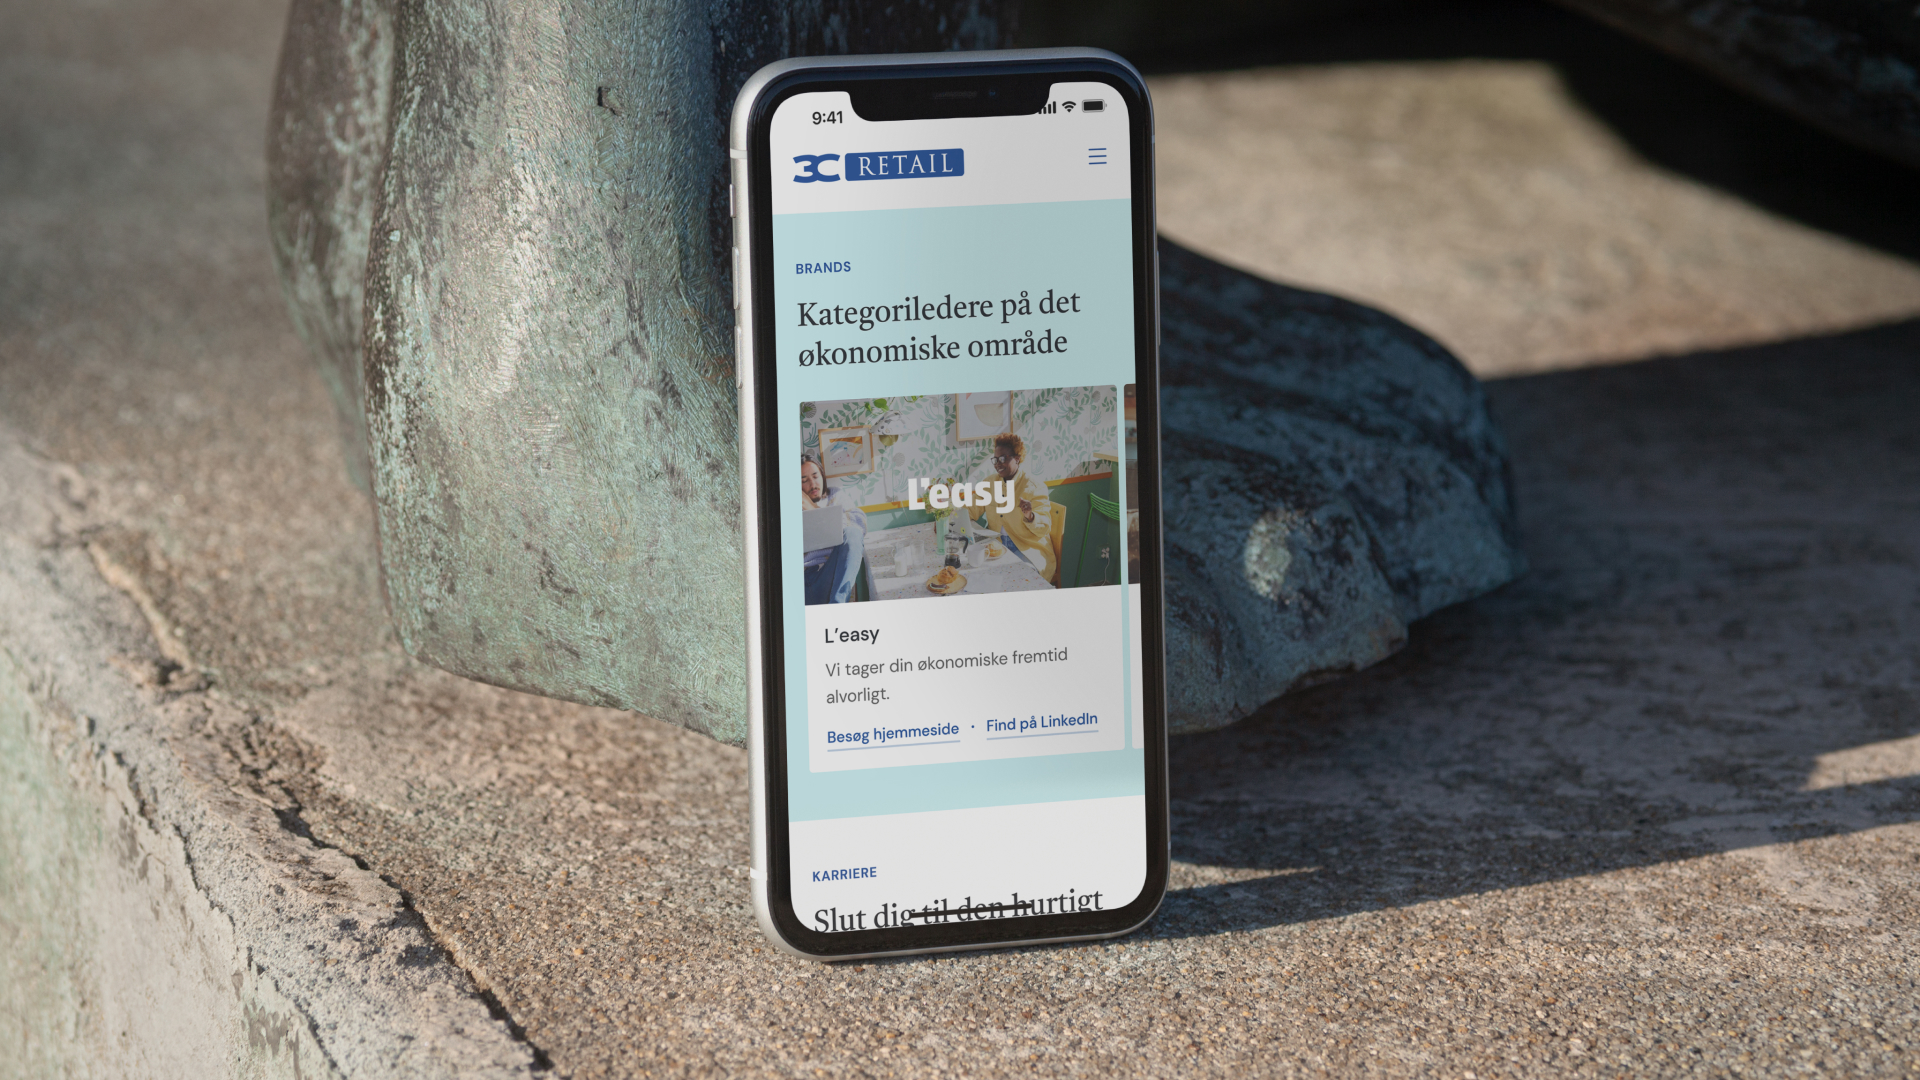 9:41
3C RETAIL
BRANDS
Kategoriledere på det
økonomiske område
L'easy
L'easy
Vi tager din økonomiske fremtid
alvorligt.
Besøg hjemmeside · Find på LinkedIn
KARRIERE
Slut dig til den hurtigt